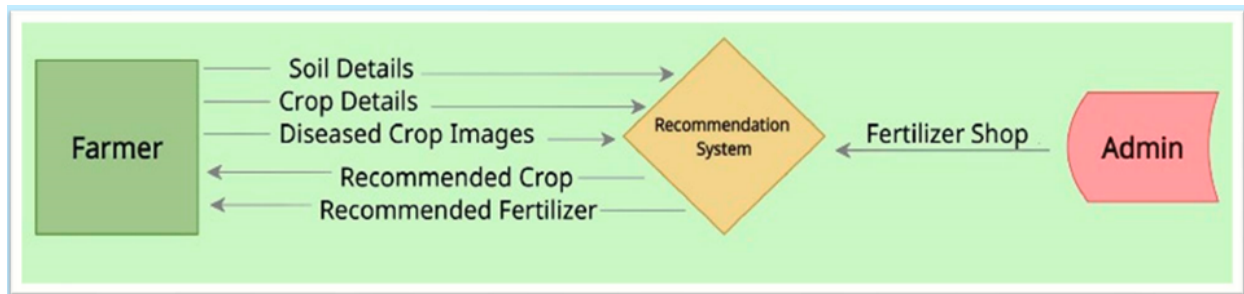 Farmer
Soil Details
Crop Details
Diseased Crop Images
Recommended Crop
Recommended Fertilizer
Recommendation
System
Fertilizer Shop
Admin